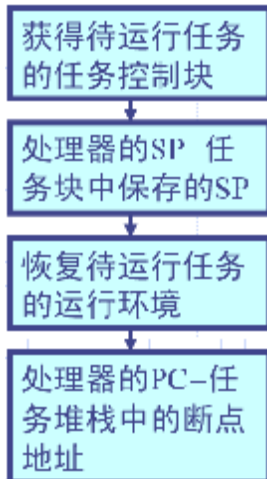 获得待运行任务
的任务控制块
处理器的SP 任
务块中保存的SP
恢复待运行任务
的运行环境
处理器的PC-任
务堆栈中的断点
地址